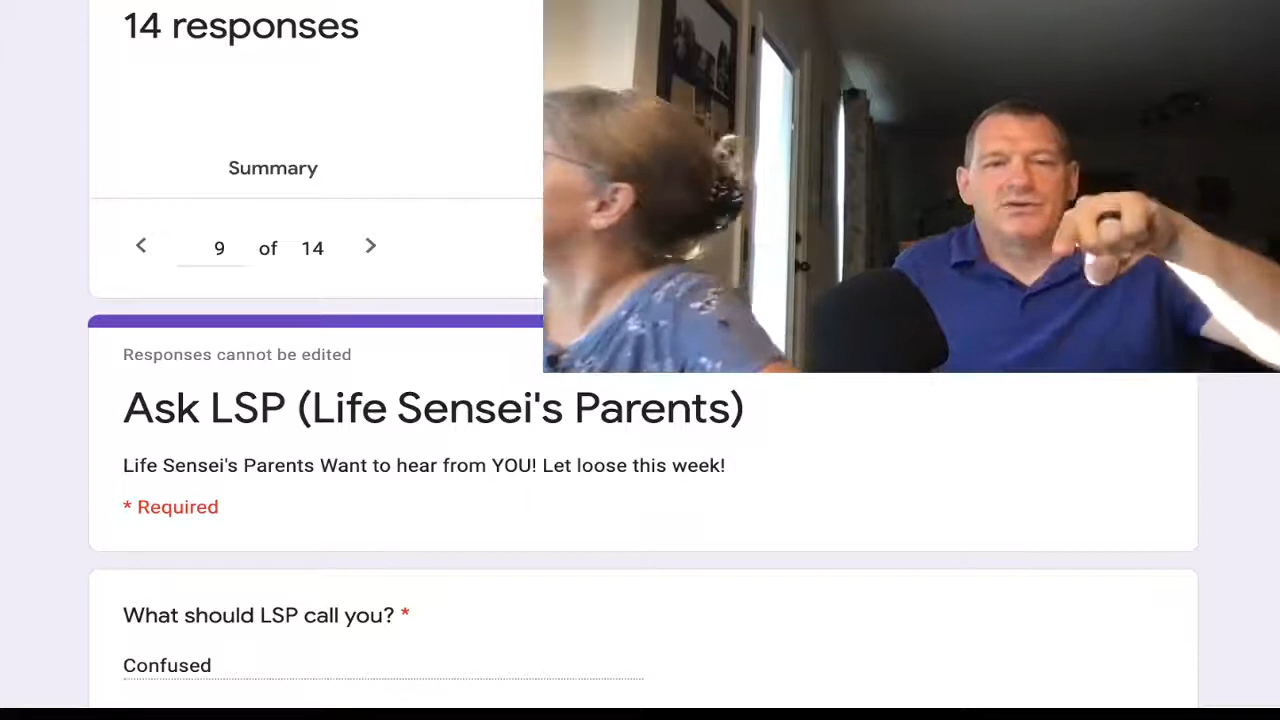 14 responses
Summary
9 of 14
Responses cannot be edited
Ask LSP (Life Sensei's Parents)
Life Sensei's Parents Want to hear from YOU! Let loose this week!
* Required
What should LSP call you? *
Confused